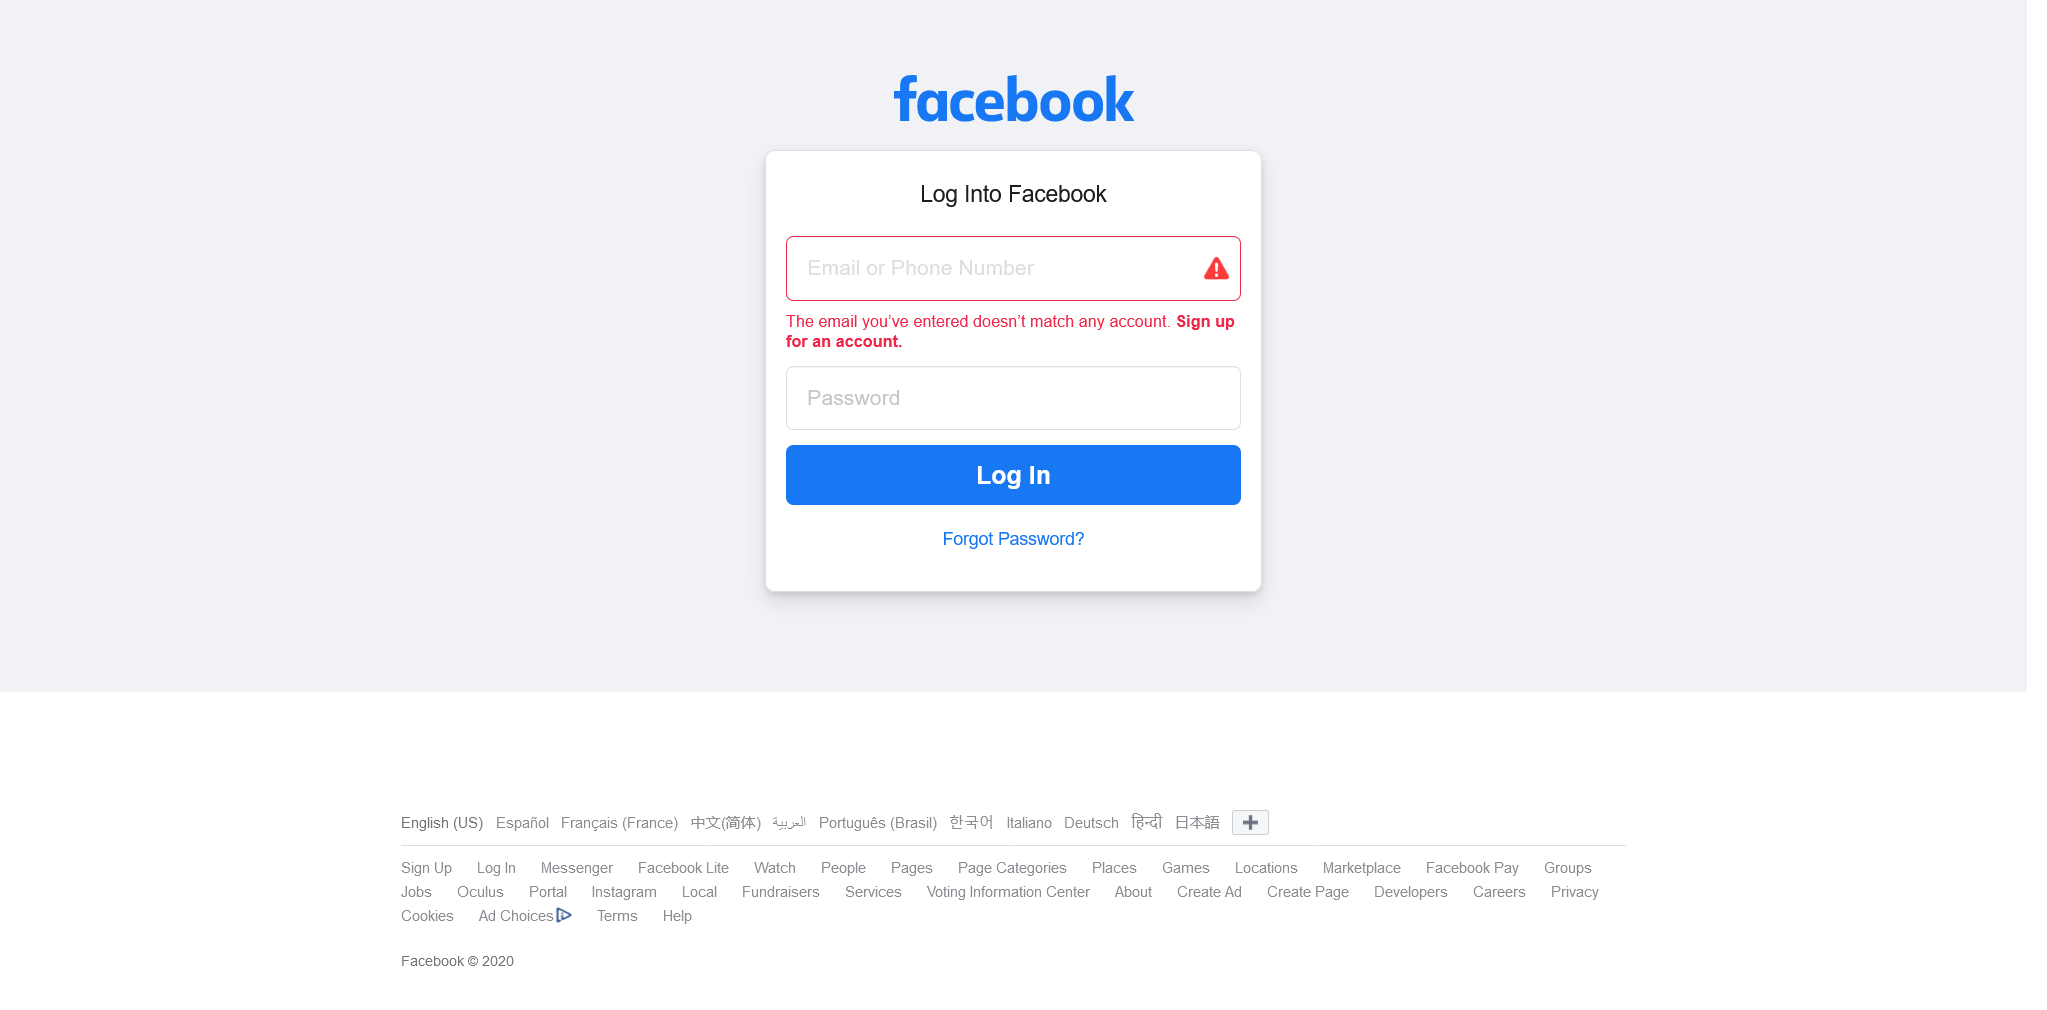 facebook
Log Into Facebook
Email or Phone Number
The email you’ve entered doesn’t match any account. Sign up
for an account.
Password
Log In
Forgot Password?
English (US) Español Français (France) 中文(简体) العربية Português (Brasil) 한국어 Italiano Deutsch हिन्दी 日本語
Sign Up Log In Messenger Facebook Lite Watch People Pages Page Categories Places Games Locations Marketplace Facebook Pay Groups
Jobs Oculus Portal Instagram Local Fundraisers Services Voting Information Center About Create Ad Create Page Developers Careers Privacy
Cookies Ad Choices Terms Help
Facebook © 2020